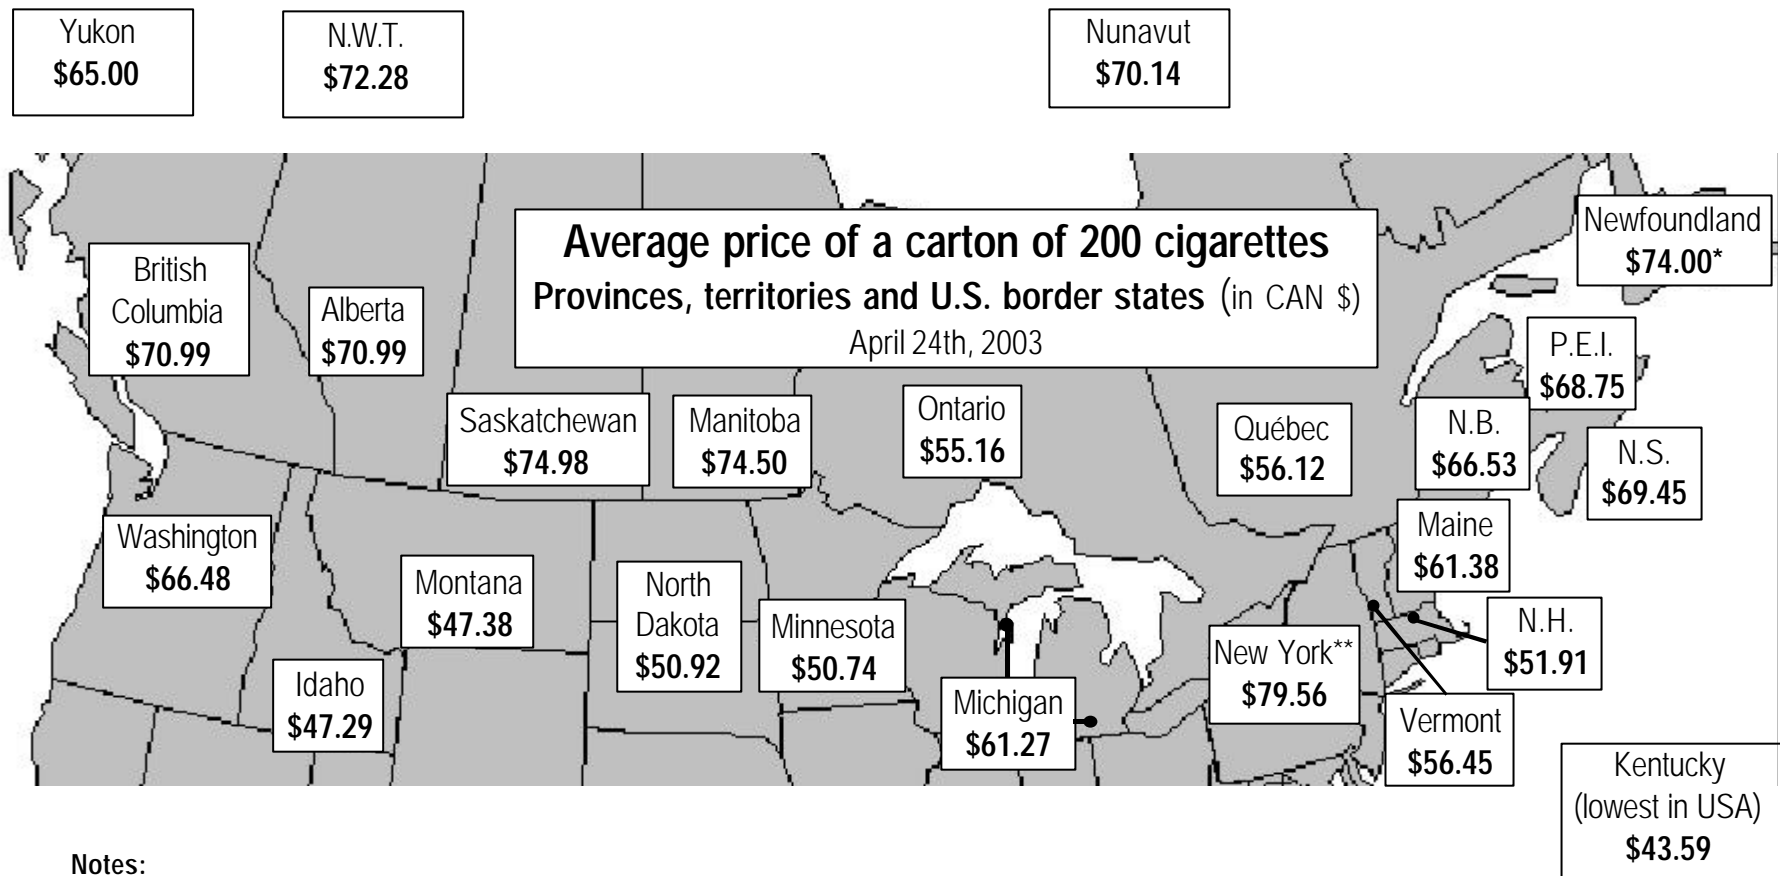 Yukon
$65.00
N.W.T.
$72.28
Nunavut
$70.14
Average price of a carton of 200 cigarettes
Provinces, territories and U.S. border states (in CAN $)
April 24th, 2003
Newfoundland
$74.00*
British
Columbia
$70.99
Alberta
$70.99
P.E.I.
$68.75
Saskatchewan
$74.98
Manitoba
$74.50
Ontario
$55.16
Québec
$56.12
N.B.
$66.53
N.S.
$69.45
Washington
$66.48
Montana
$47.38
North
Dakota
$50.92
Minnesota
$50.74
Maine
$61.38
N.H.
$51.91
New York**
$79.56
Idaho
$47.29
Michigan
$61.27
Vermont
$56.45
Kentucky
(lowest in USA)
$43.59
Notes: